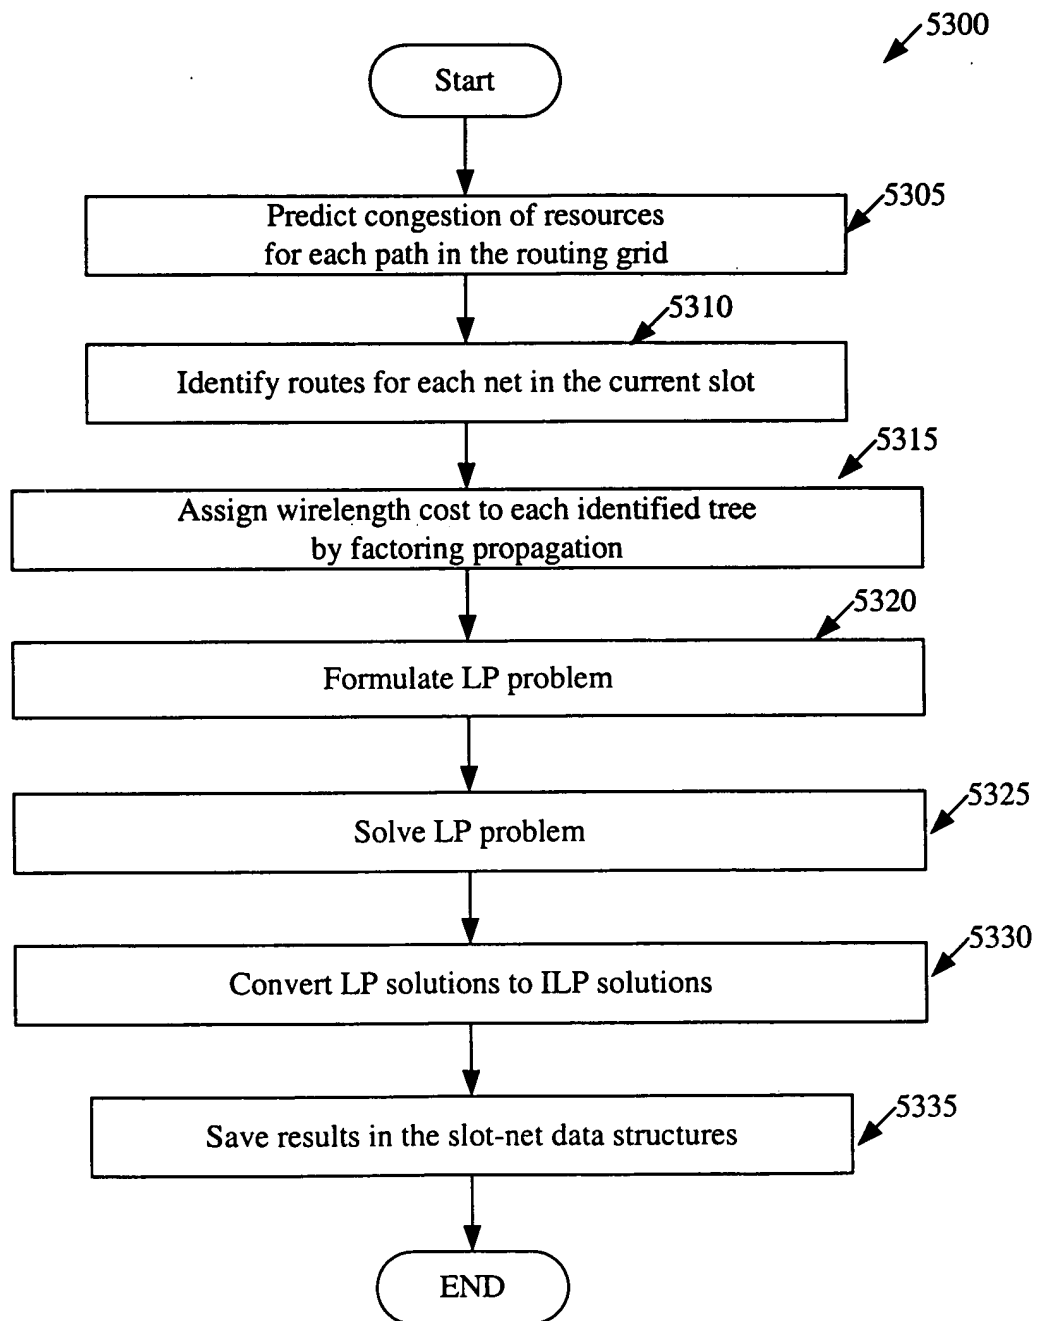 5300
Start
5305
Predict congestion of resources
for each path in the routing grid
5310
Identify routes for each net in the current slot
5315
Assign wirelength cost to each identified tree
by factoring propagation
5320
Formulate LP problem
5325
Solve LP problem
5330
Convert LP solutions to ILP solutions
5335
Save results in the slot-net data structures
END